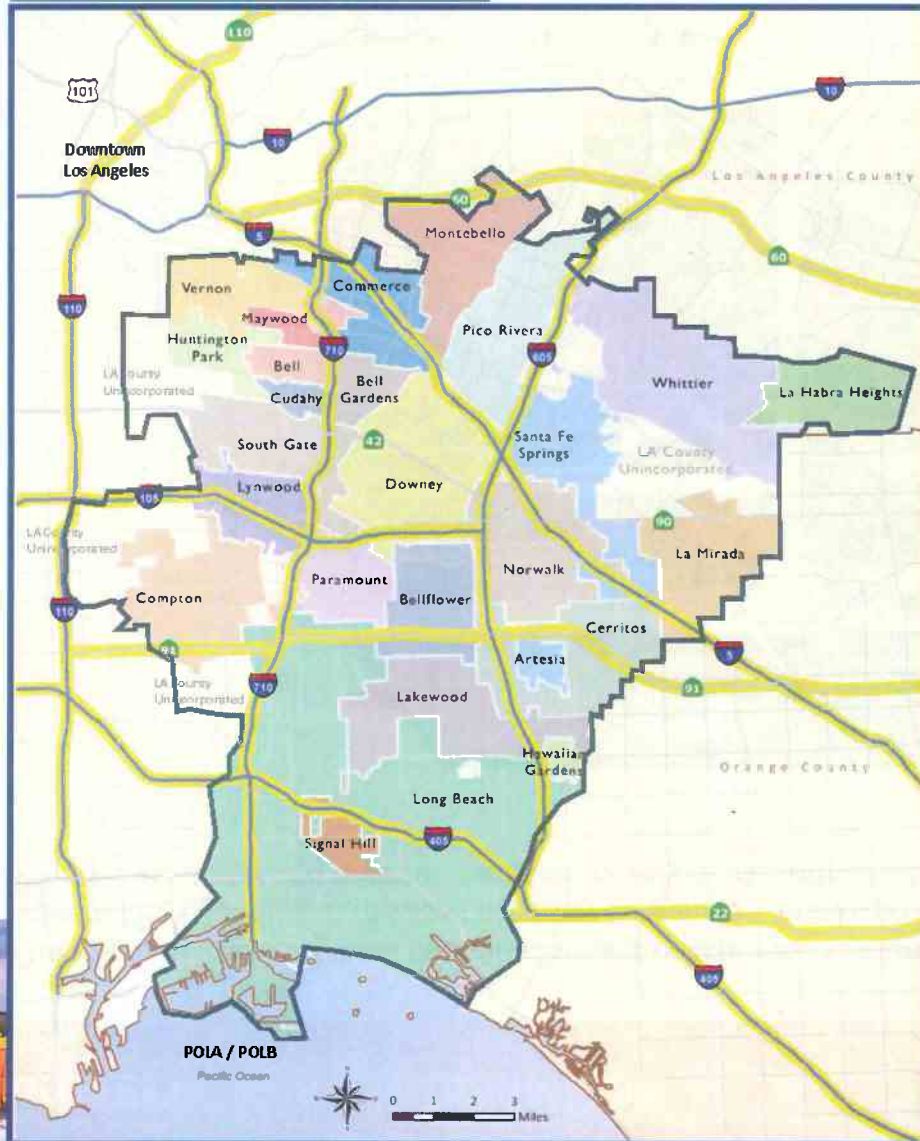 110
101
10
10
Downtown
Los Angeles
Los Angeles County
60
5
Montebello
60
Vernon
Commerce
110
Maywood
Pico Rivera
Huntington
Park
710
605
Bell
Bell
Gardens
Whittier
LA County
Unincorporated
La Habra Heights
Cudahy
42
Santa Fe
Springs
South Gate
LA County
Unincorporated
Lynwood
Downey
105
90
LA County
Unincorporated
La Mirada
Norwalk
Paramount
Bellflower
Compton
110
Cerritos
91
5
Artesia
LA County
Unincorporated
710
91
Lakewood
Hawaiian
Gardens
Orange County
Long Beach
Signal Hill
405
22
405
POLA / POLB
Pacific Ocean
0 1 2 3
Miles